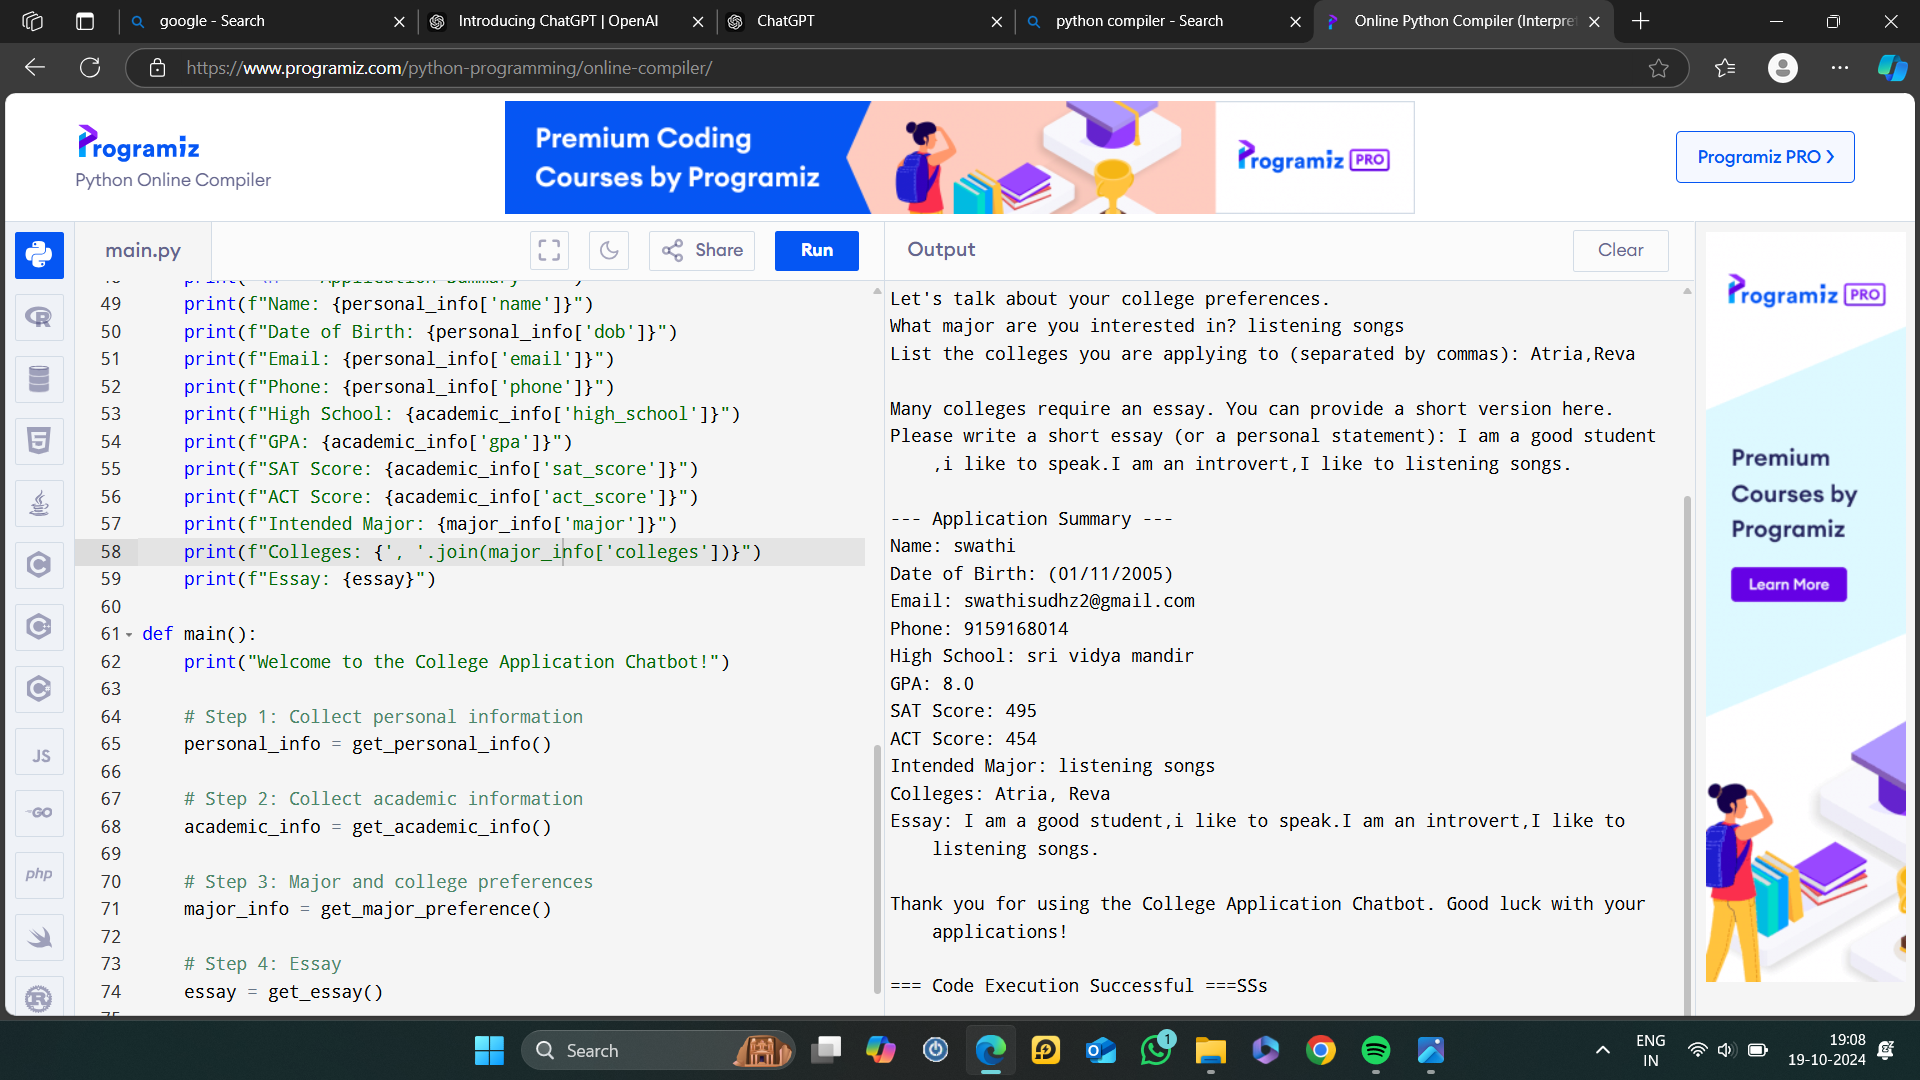 google - Search
Introducing ChatGPT | OpenAI
ChatGPT
python compiler - Search
Online Python Compiler (Interpre
https://www.programiz.com/python-programming/online-compiler/
Programiz
Python Online Compiler
Premium Coding
Courses by Programiz
Programiz PRO
Programiz PRO
main.py
Share
Run
Output
Clear
49 print(f"Name: {personal_info['name']}")
50 print(f"Date of Birth: {personal_info['dob']}")
51 print(f"Email: {personal_info['email']}")
52 print(f"Phone: {personal_info['phone']}")
53 print(f"High School: {academic_info['high_school']}")
54 print(f"GPA: {academic_info['gpa']}")
55 print(f"SAT Score: {academic_info['sat_score']}")
56 print(f"ACT Score: {academic_info['act_score']}")
57 print(f"Intended Major: {major_info['major']}")
58 print(f"Colleges: {', '.join(major_info['colleges'])}")
59 print(f"Essay: {essay}")
60
61 def main():
62 print("Welcome to the College Application Chatbot!")
63
64 # Step 1: Collect personal information
65 personal_info = get_personal_info()
66
67 # Step 2: Collect academic information
68 academic_info = get_academic_info()
69
70 # Step 3: Major and college preferences
71 major_info = get_major_preference()
72
73 # Step 4: Essay
74 essay = get_essay()
Let's talk about your college preferences.
What major are you interested in? listening songs
List the colleges you are applying to (separated by commas): Atria,Reva
Many colleges require an essay. You can provide a short version here.
Please write a short essay (or a personal statement): I am a good student
,i like to speak.I am an introvert,I like to listening songs.
--- Application Summary ---
Name: swathi
Date of Birth: (01/11/2005)
Email: swathisudhz2@gmail.com
Phone: 9159168014
High School: sri vidya mandir
GPA: 8.0
SAT Score: 495
ACT Score: 454
Intended Major: listening songs
Colleges: Atria, Reva
Essay: I am a good student,i like to speak.I am an introvert,I like to
listening songs.
Thank you for using the College Application Chatbot. Good luck with your
applications!
=== Code Execution Successful ===SSs
Programiz PRO
Premium
Courses by
Programiz
Learn More
JS
GO
php
Search
1
ENG
IN
19:08
19-10-2024